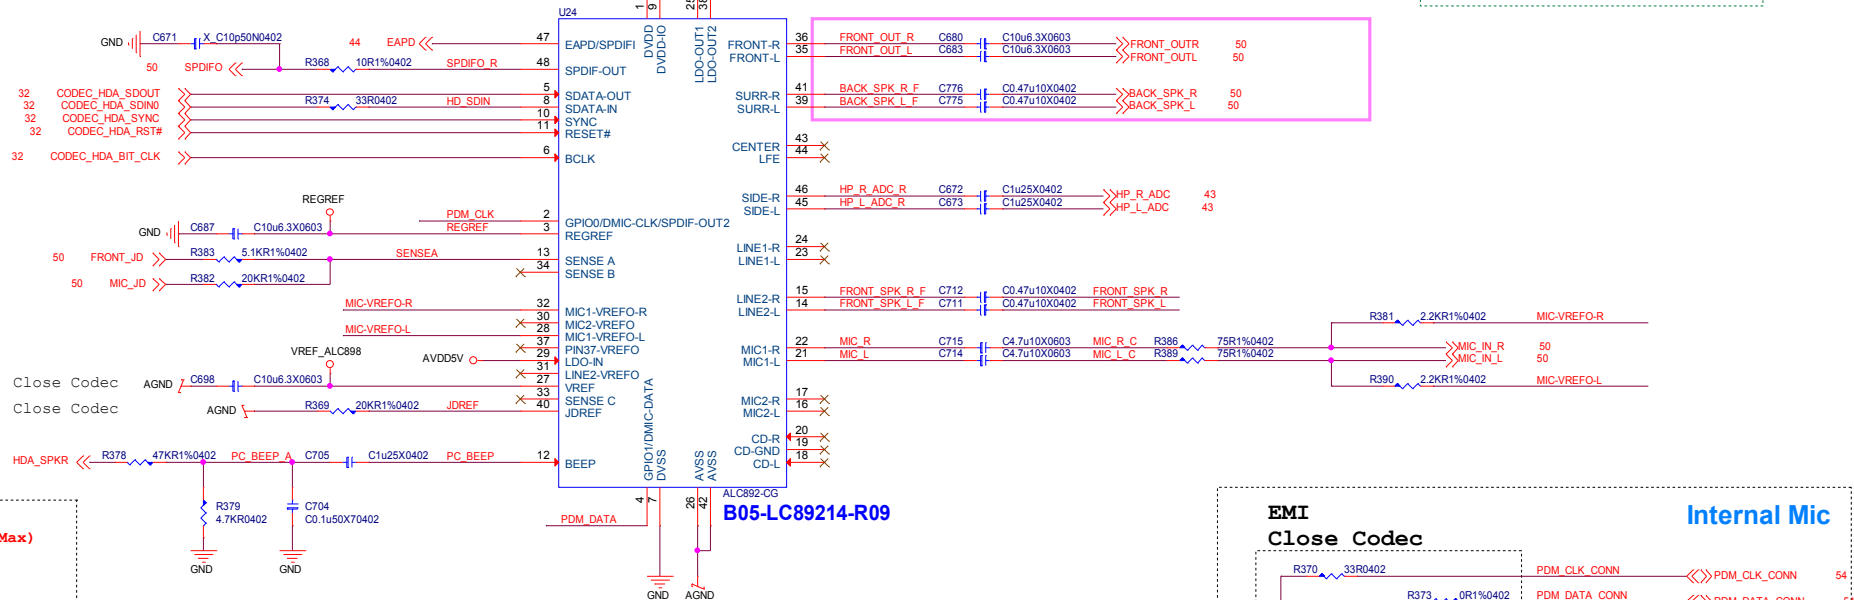 U24
1
9
25
38
GND
C671
X_C10p50N0402
44
EAPD
47
EAPD/SPDIFI
50
SPDIFO
R368
10R1%0402
SPDIFO_R
48
SPDIF-OUT
32
CODEC_HDA_SDOUT
5
SDATA-OUT
32
CODEC_HDA_SDIN0
R374
33R0402
HD_SDIN
8
SDATA-IN
32
CODEC_HDA_SYNC
10
SYNC
32
CODEC_HDA_RST#
11
RESET#
32
CODEC_HDA_BIT_CLK
6
BCLK
REGREF
PDM_CLK
2
GPIO0/DMIC-CLK/SPDIF-OUT2
GND
C687
C10u6.3X0603
REGREF
3
REGREF
50
FRONT_JD
R383
5.1KR1%0402
SENSEA
13
SENSE A
34
SENSE B
50
MIC_JD
R382
20KR1%0402
MIC-VREFO-R
32
MIC1-VREFO-R
30
MIC2-VREFO
MIC-VREFO-L
28
MIC1-VREFO-L
37
PIN37-VREFO
VREF_ALC898
AVDD5V
29
LDO-IN
31
LINE2-VREFO
Close Codec
AGND
C698
C10u6.3X0603
27
VREF
33
SENSE C
Close Codec
AGND
R369
20KR1%0402
JDREF
40
JDREF
HDA_SPKR
R378
47KR1%0402
PC_BEEP_A
C705
C1u25X0402
PC_BEEP
12
BEEP
R379
4.7KR0402
C704
C0.1u50X70402
GND
GND
Max)
DVDD
DVDD-IO
LDO-OUT1
LDO-OUT2
GPIO1/DMIC-DATA
DVSS
AVSS
AVSS
4
7
26
42
PDM_DATA
GND
AGND
ALC892-CG
B05-LC89214-R09
FRONT-R
36
FRONT_OUT_R
C680
C10u6.3X0603
FRONT_OUTR
50
FRONT-L
35
FRONT_OUT_L
C683
C10u6.3X0603
FRONT_OUTL
50
SURR-R
41
BACK_SPK_R_F
C776
C0.47u10X0402
BACK_SPK_R
50
SURR-L
39
BACK_SPK_L_F
C775
C0.47u10X0402
BACK_SPK_L
50
CENTER
43
LFE
44
SIDE-R
46
HP_R_ADC_R
C672
C1u25X0402
HP_R_ADC
43
SIDE-L
45
HP_L_ADC_R
C673
C1u25X0402
HP_L_ADC
43
LINE1-R
24
LINE1-L
23
LINE2-R
15
FRONT_SPK_R_F
C712
C0.47u10X0402
FRONT_SPK_R
LINE2-L
14
FRONT_SPK_L_F
C711
C0.47u10X0402
FRONT_SPK_L
R381
2.2KR1%0402
MIC-VREFO-R
MIC1-R
22
MIC_R
C715
C4.7u10X0603
MIC_R_C
R386
75R1%0402
MIC_IN_R
50
MIC1-L
21
MIC_L
C714
C4.7u10X0603
MIC_L_C
R389
75R1%0402
MIC_IN_L
50
R390
2.2KR1%0402
MIC-VREFO-L
MIC2-R
17
MIC2-L
16
CD-R
20
CD-GND
19
CD-L
18
EMI
Close Codec
Internal Mic
R370
33R0402
PDM_CLK_CONN
PDM_CLK_CONN
54
R373
0R1%0402
PDM_DATA_CONN
PDM_DATA_CONN